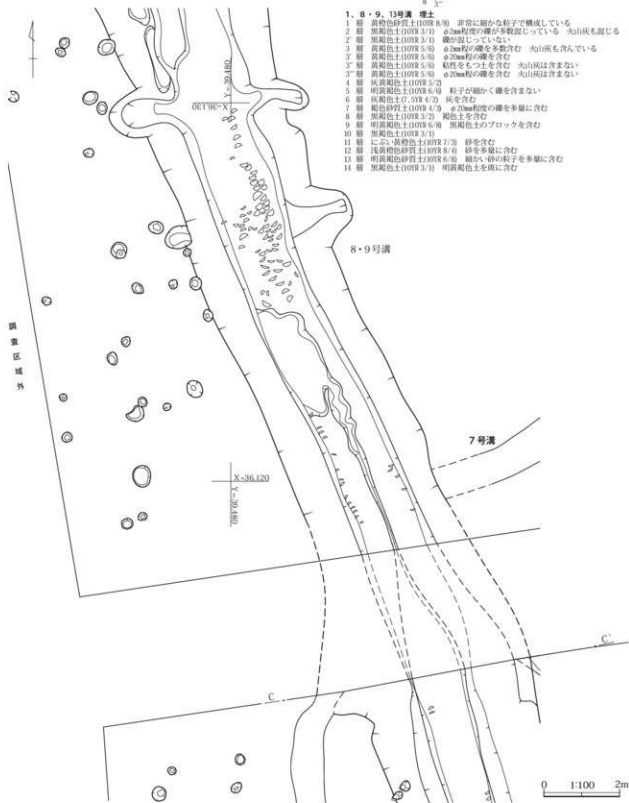 8 3''
1、8・9、13号溝 埋土
1 層 黄橙色砂質土(10YR 8/8) 非常に細かな粒子で構成している
2 層 黒褐色土(10YR 3/1) φ2㎜程度の礫が多数混じっている 火山灰も混じる
2' 層 黒褐色土(10YR 3/1) 礫が混じっていない
3 層 黄褐色土(10YR 5/6) φ2㎜程の礫を多数含む 火山灰も含んでいる
3' 層 黄褐色土(10YR 5/6) φ20㎜程の礫を含む
3'' 層 黄褐色土(10YR 5/6) 粘性をもつ土を含む 火山灰は含まない
3''' 層 黄褐色土(10YR 5/6) φ20㎜程の礫を含む 火山灰は含まない
4 層 灰黄褐色土(10YR 5/2)
5 層 明黄褐色土(10YR 6/6) 粒子が細かく礫を含まない
6 層 灰褐色土(7.5YR 4/2) 灰を含む
7 層 褐色砂質土(10YR 4/3) φ20㎜程度の礫を多量に含む
8 層 黒褐色土(10YR 3/2) 褐色土を含む
9 層 明黄褐色土(10YR 6/8) 黒褐色土のブロックを含む
10 層 黒褐色土(10YR 3/1)
11 層 にぶい黄橙色土(10YR 7/3) 砂を含む
12 層 浅黄橙色砂質土(10YR 8/4) 砂を多量に含む
13 層 明黄褐色砂質土(10YR 6/8) 細かい砂の粒子を多量に含む
14 層 黒褐色土(10YR 3/1) 明黄褐色土を斑に含む
Y=-39,480
X=-36,130
8・9号溝
調査区域外
7号溝
X=-36,120
Y=-39,480
C
C'
0 1:100 2m